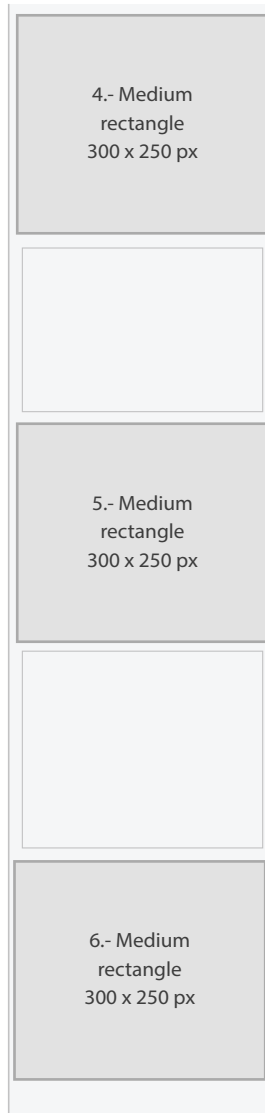 4.- Medium
rectangle
300 x 250 px
5.- Medium
rectangle
300 x 250 px
6.- Medium
rectangle
300 x 250 px